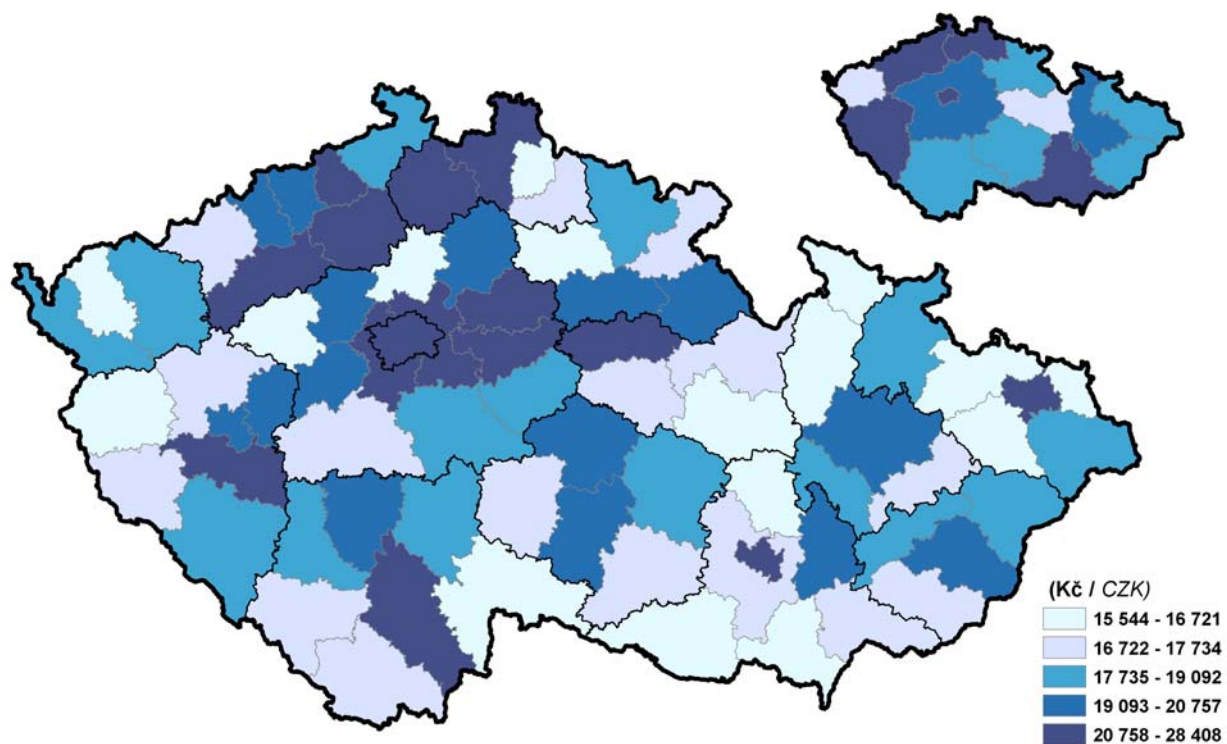 (Kč / CZK)
15 544 - 16 721
16 722 - 17 734
17 735 - 19 092
19 093 - 20 757
20 758 - 28 408